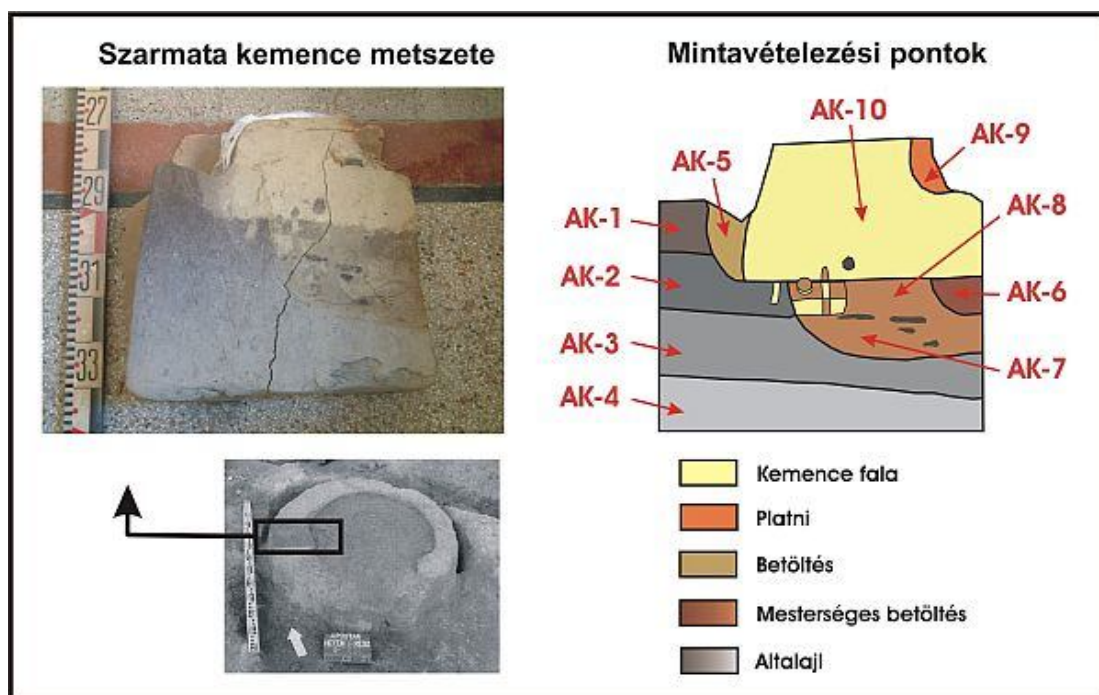 Szarmata kemence metszete
27
29
31
33
Mintavételezési pontok
AK-10
AK-9
AK-5
AK-8
AK-1
AK-2
AK-6
AK-3
AK-7
AK-4
Kemence fala
Platni
Betöltés
Mesterséges betöltés
Altalajl